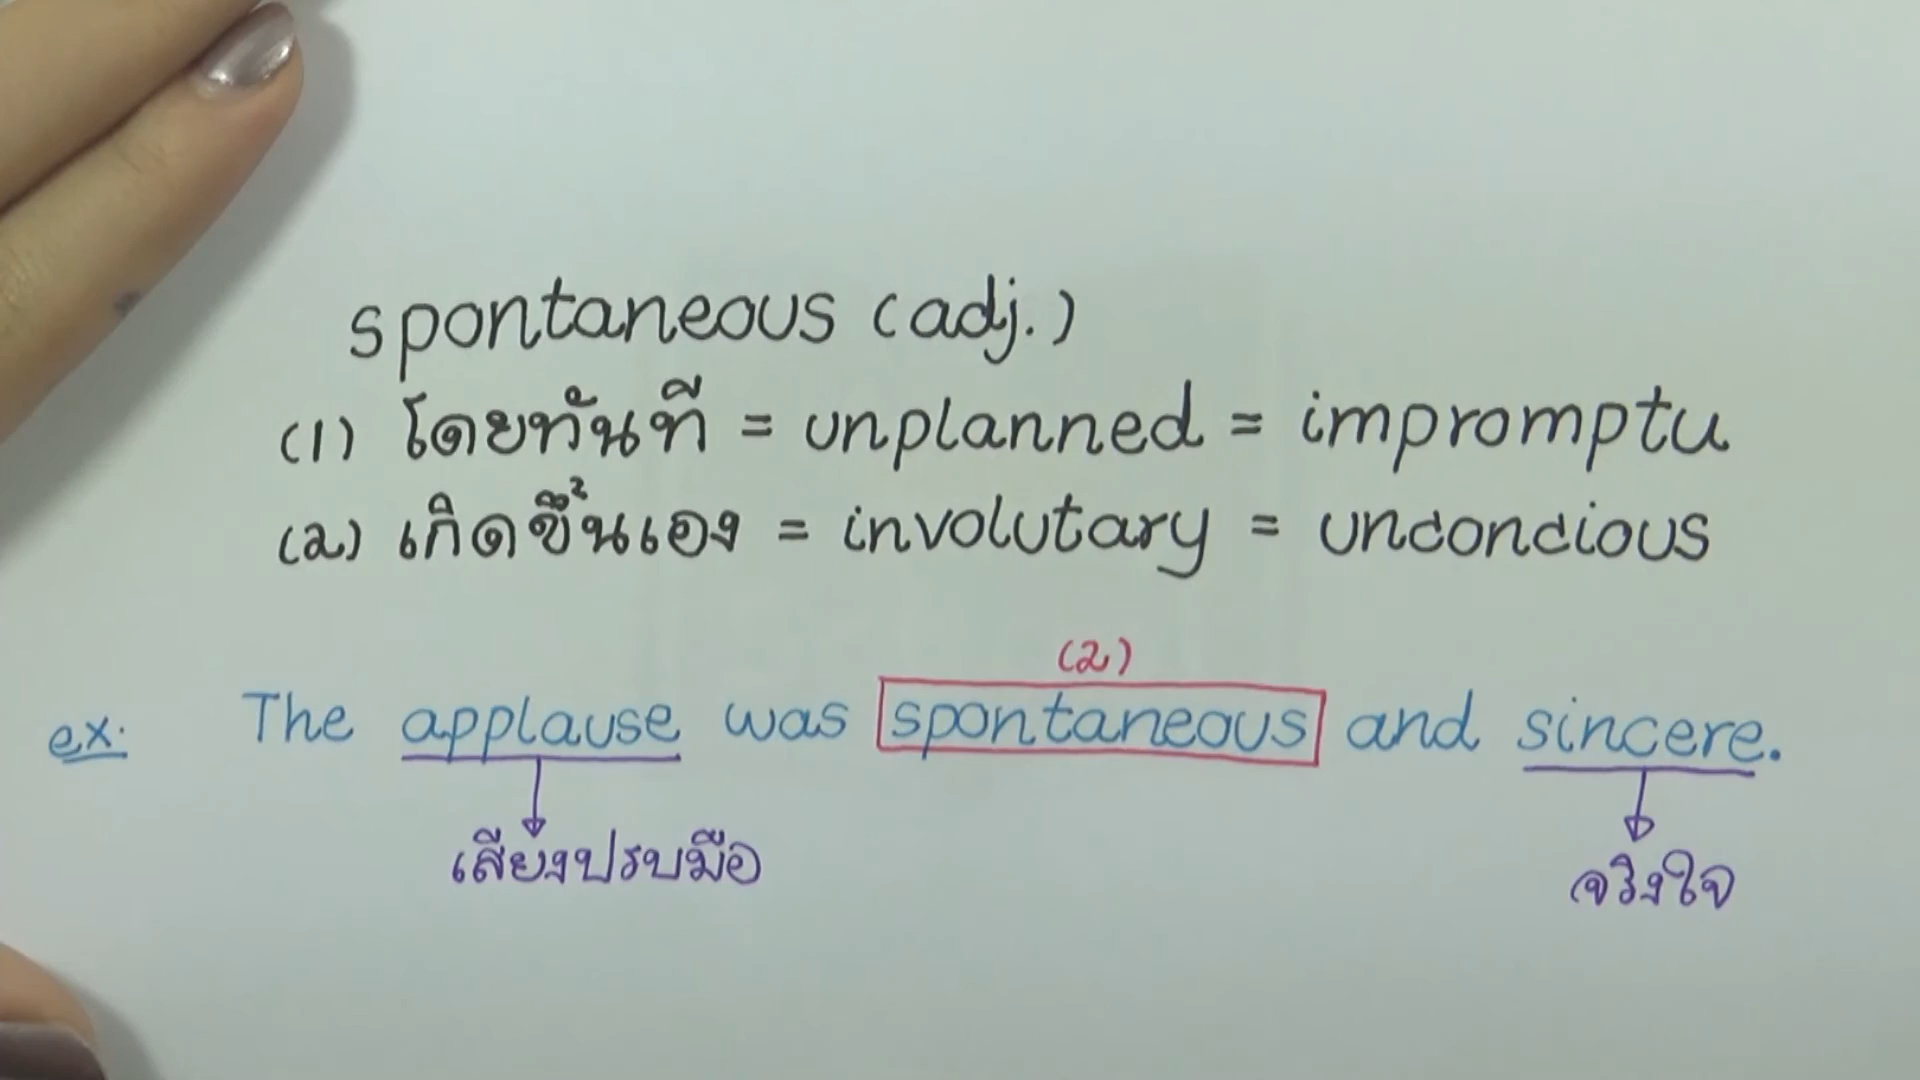 spontaneous (adj.)
(1) โดยทันที = unplanned = impromptu
(2) เกิดขึ้นเอง = involutary = unconcious
(2)
ex. The applause was spontaneous and sincere.
เสียงปรบมือ จริงใจ